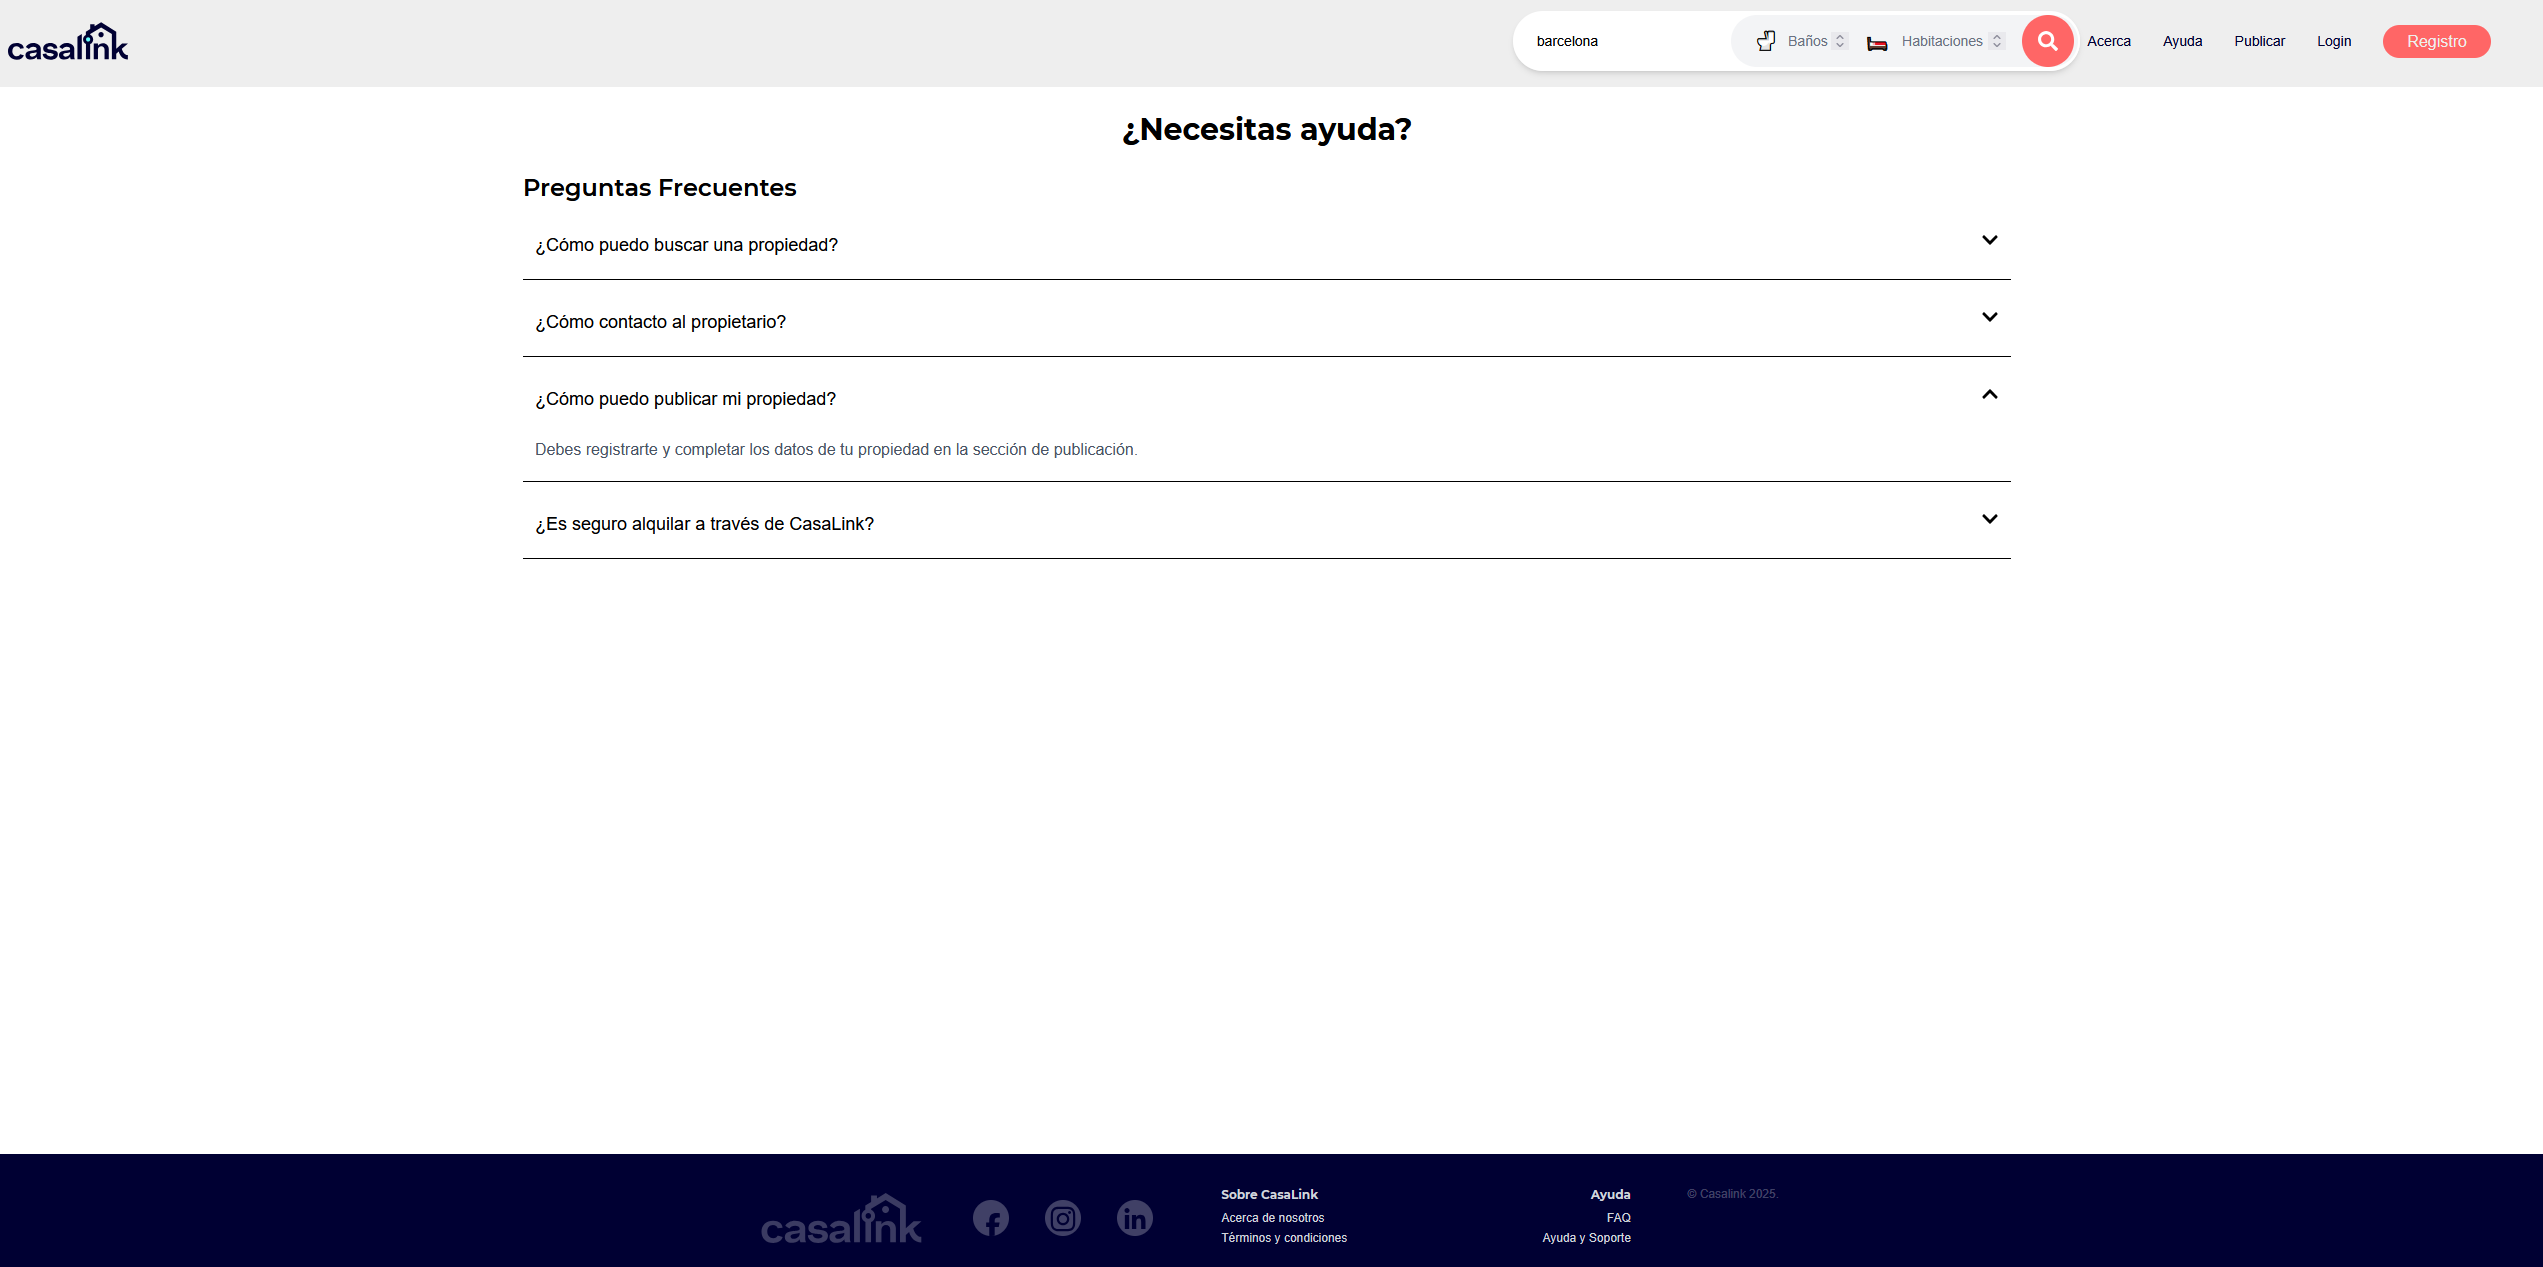 casalink
barcelona
Baños
Habitaciones
Acerca
Ayuda
Publicar
Login
Registro
¿Necesitas ayuda?
Preguntas Frecuentes
¿Cómo puedo buscar una propiedad?
¿Cómo contacto al propietario?
¿Cómo puedo publicar mi propiedad?
Debes registrarte y completar los datos de tu propiedad en la sección de publicación.
¿Es seguro alquilar a través de CasaLink?
casalink
Sobre CasaLink
Acerca de nosotros
Términos y condiciones
Ayuda
FAQ
Ayuda y Soporte
© Casalink 2025.